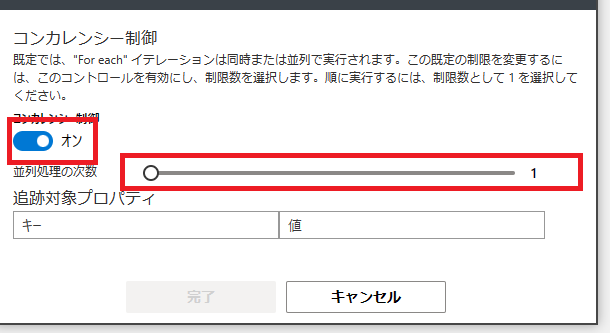 コンカレンシー制御
既定では、"For each" イテレーションは同時または並列で実行されます。この既定の制限を変更するに
は、このコントロールを有効にし、制限数を選択します。順に実行するには、制限数として 1 を選択して
ください。
コンカレンシー制御
オン
並列処理の次数 1
追跡対象プロパティ
キー 値
完了 キャンセル